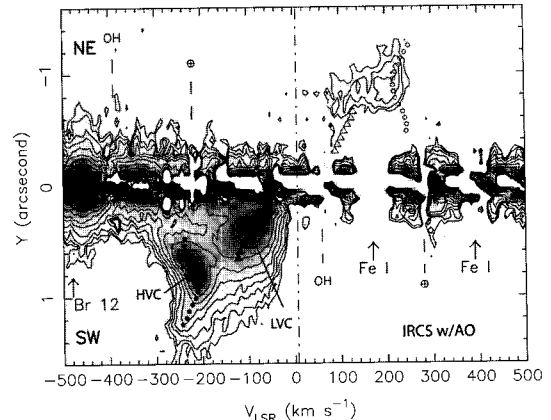 NE
OH
⊕
-1
0
1
Y (arcsecond)
HVC
LVC
Br 12
SW
OH
Fe I
⊕
Fe I
IRCS w/AO
-500 -400 -300 -200 -100 0 100 200 300 400 500
V_LSR (km s⁻¹)